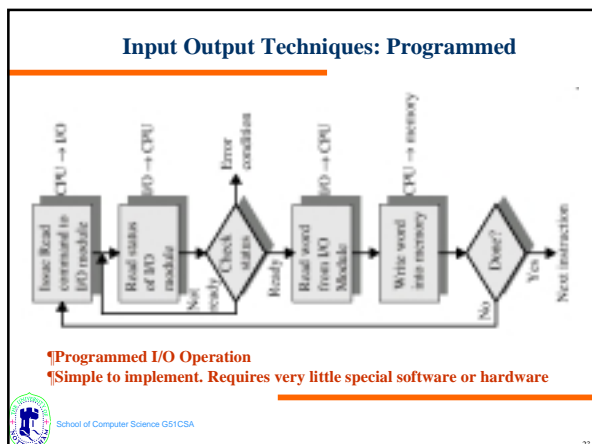 Input Output Techniques: Programmed
Issue Read
command to
I/O module
CPU → I/O
Read status
of I/O
module
I/O → CPU
Not
ready
Check
status
Error
condition
Ready
Read word
from I/O
Module
I/O → CPU
Write word
into memory
CPU → memory
No
Done?
Yes
Next instruction
¶Programmed I/O Operation
¶Simple to implement. Requires very little special software or hardware
School of Computer Science G51CSA